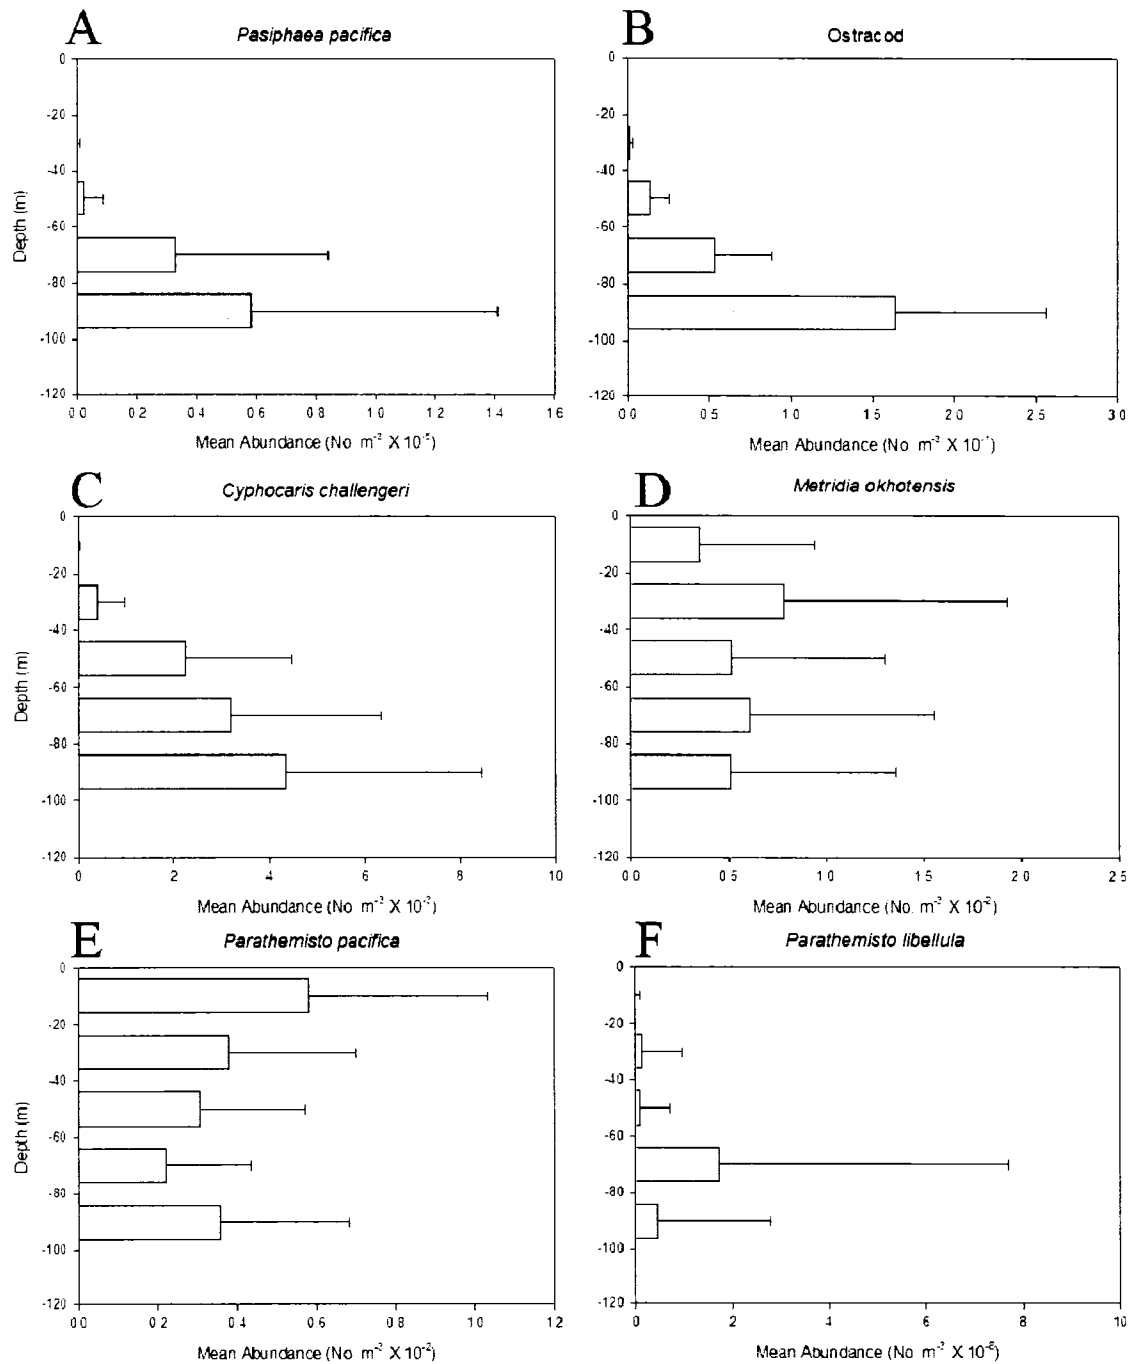 A
Pasiphaea pacifica
0
-20
-40
-60
-80
-100
-120
Depth (m)
0 0 0 2 0 4 0 6 0 8 1 0 1 2 1 4 1 6
Mean Abundance (No m⁻³ X 10⁻⁵)
B
Ostracod
0
-20
-40
-60
-80
-100
-120
0.0 0 5 1.0 1 5 2 0 2 5 3.0
Mean Abundance (No m⁻³ X
C
Cyphocaris challengeri
0
-20
-40
-60
-80
-100
-120
Depth (m)
0 2 4 6 8 10
Mean Abundance (No m⁻³ X 10⁻²)
D
Metridia okhotensis
0
-20
-40
-60
-80
-100
-120
0 0 0 5 1 0 1 5 2 0 2 5
Mean Abundance (No. m⁻³ X 10⁻²)
E
Parathemisto pacifica
0
-20
-40
-60
-80
-100
-120
Depth (m)
0 0 0 2 0 4 0 6 0 8 1 0 1 2
Mean Abundance (No m⁻³ X 10⁻²)
F
Parathemisto libellula
0
-20
-40
-60
-80
-100
-120
0 2 4 6 8 10
Mean Abundance (No m⁻³ X